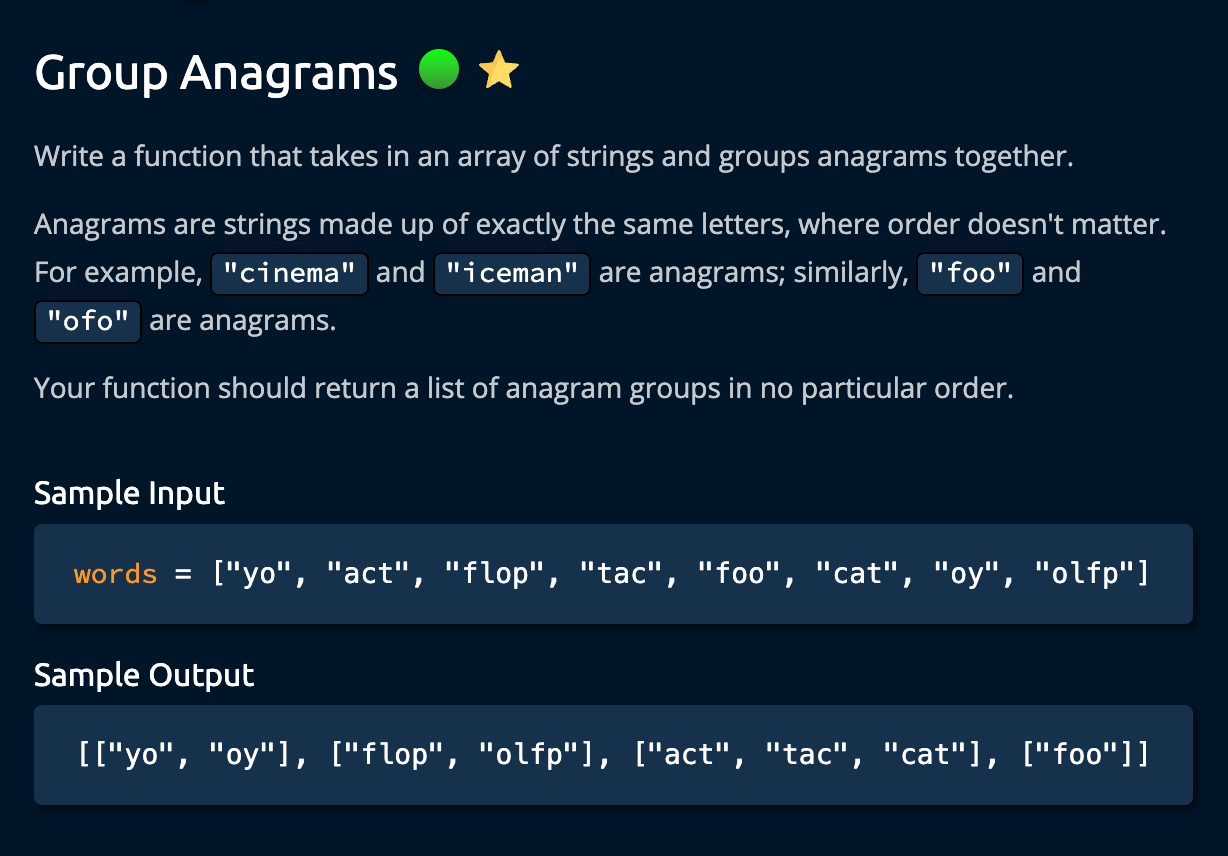 Group Anagrams
Write a function that takes in an array of strings and groups anagrams together.
Anagrams are strings made up of exactly the same letters, where order doesn't matter.
For example, "cinema" and "iceman" are anagrams; similarly, "foo" and
"ofo" are anagrams.
Your function should return a list of anagram groups in no particular order.
Sample Input
words = ["yo", "act", "flop", "tac", "foo", "cat", "oy", "olfp"]
Sample Output
[["yo", "oy"], ["flop", "olfp"], ["act", "tac", "cat"], ["foo"]]